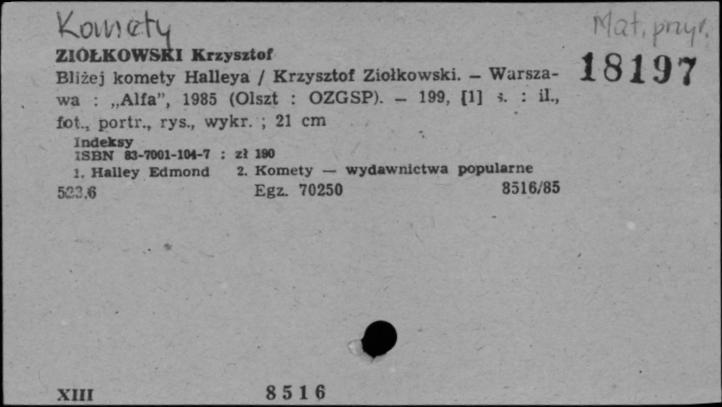 Komety
Mat. przyr.
ZIÓŁKOWSKI Krzysztof
18197
Bliżej komety Halleya / Krzysztof Ziołkowski. — Warsza-
wa : „Alfa”, 1985 (Olszt : OZGSP). — 199, [1] s. : il.,
fot., portr., rys., wykr. ; 21 cm
Indeksy
ISBN 83-7001-104-7 : zł 190
1. Halley Edmond 2. Komety — wydawnictwa popularne
523.6 Egz. 70250 8516/85
XIII 8516